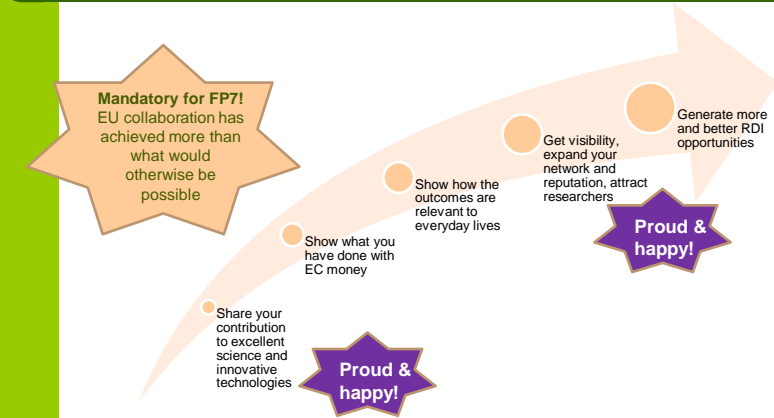 Mandatory for FP7!
EU collaboration has
achieved more than
what would
otherwise be
possible
Share your
contribution
to excellent
science and
innovative
technologies
Show what you
have done with
EC money
Show how the
outcomes are
relevant to
everyday lives
Get visibility,
expand your
network and
reputation, attract
researchers
Generate more
and better RDI
opportunities
Proud &
happy!
Proud &
happy!